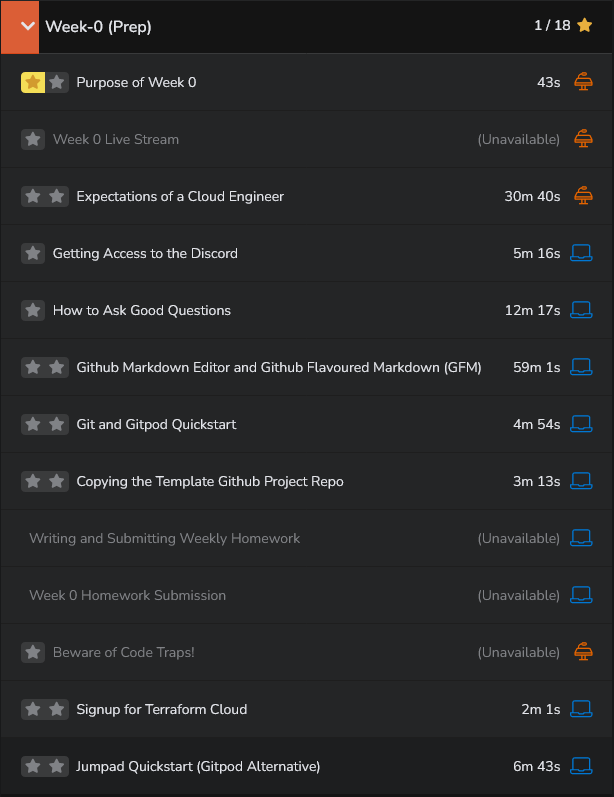 Week-0 (Prep) 1 / 18
Purpose of Week 0 43s
Week 0 Live Stream (Unavailable)
Expectations of a Cloud Engineer 30m 40s
Getting Access to the Discord 5m 16s
How to Ask Good Questions 12m 17s
Github Markdown Editor and Github Flavoured Markdown (GFM) 59m 1s
Git and Gitpod Quickstart 4m 54s
Copying the Template Github Project Repo 3m 13s
Writing and Submitting Weekly Homework (Unavailable)
Week 0 Homework Submission (Unavailable)
Beware of Code Traps! (Unavailable)
Signup for Terraform Cloud 2m 1s
Jumpad Quickstart (Gitpod Alternative) 6m 43s